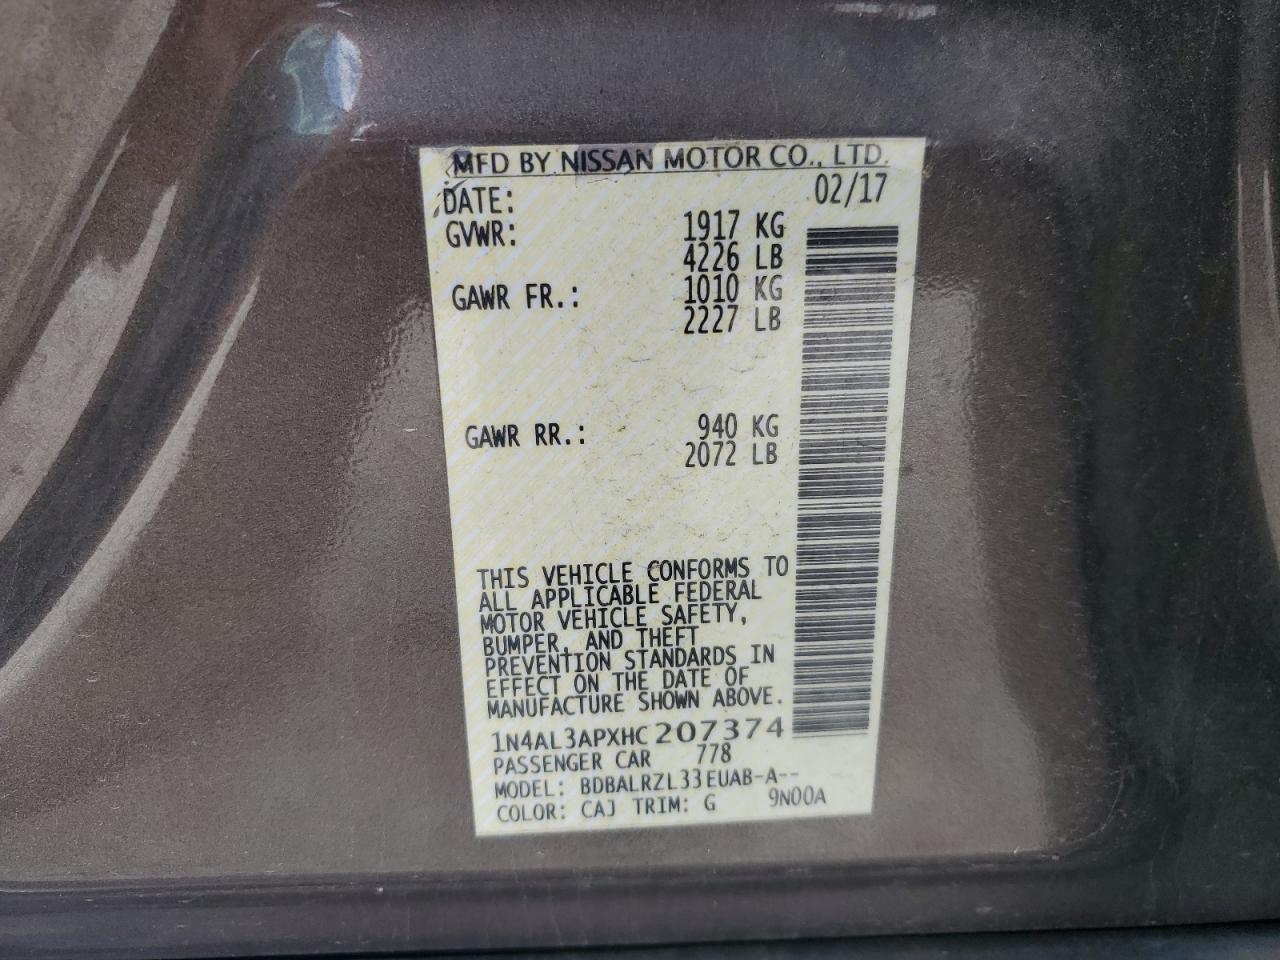 MFD BY NISSAN MOTOR CO., LTD.
DATE: 02/17
GVWR: 1917 KG
4226 LB
GAWR FR.: 1010 KG
2227 LB
GAWR RR.: 940 KG
2072 LB
THIS VEHICLE CONFORMS TO
ALL APPLICABLE FEDERAL
MOTOR VEHICLE SAFETY,
BUMPER, AND THEFT
PREVENTION STANDARDS IN
EFFECT ON THE DATE OF
MANUFACTURE SHOWN ABOVE.
1N4AL3APXHC207374
PASSENGER CAR 778
MODEL: BDBALRZL33EUAB-A--
COLOR: CAJ TRIM: G 9N00A